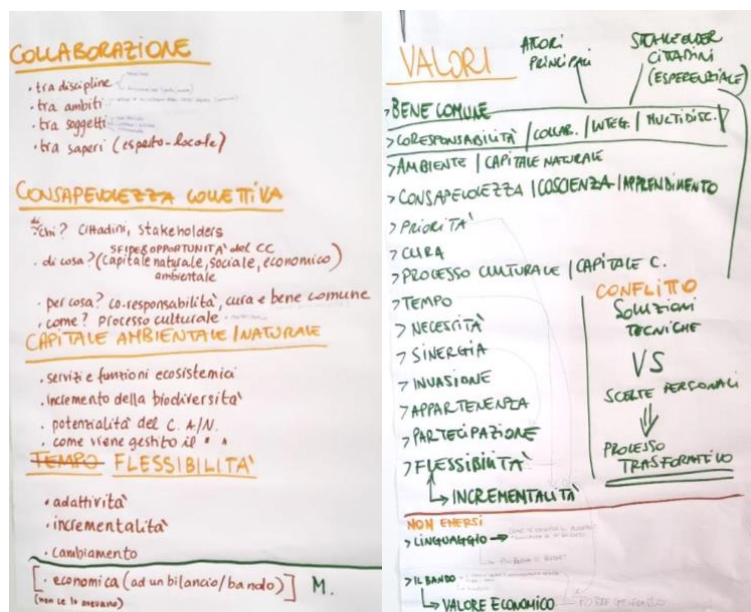 COLLABORAZIONE
• tra discipline
• tra ambiti
• tra soggetti
• tra saperi (esperto-locale)
CONSAPEVOLEZZA COLLETTIVA
di chi? Cittadini, stakeholders
SFIDE & OPPORTUNITÀ del CC
• di cosa? (Capitale naturale, sociale, economico)
ambientale
• per cosa? co-responsabilità, cura e bene comune
• come? Processo culturale
CAPITALE AMBIENTALE/NATURALE
• servizi e funzioni ecosistemici
• incremento della biodiversità
• potenzialità del C. A/N.
• come viene gestito il " "
TEMPO FLESSIBILITÀ
• adattività
• incrementalità
• cambiamento
[• economica (ad un bilancio/bando)] M.
(non ce lo avevano)
VALORI
ATTORI
PRINCIPALI
STAKEHOLDER
CITTADINI
(ESPERENZIALE)
> BENE COMUNE
> CORESPONSABILITÀ / COLLAB. / INTEG. / MULTIDISC.
> AMBIENTE / CAPITALE NATURALE
> CONSAPEVOLEZZA / COSCIENZA / APPRENDIMENTO
> PRIORITÀ
> CURA
> PROCESSO CULTURALE / CAPITALE C.
> TEMPO
> NECESSITÀ
> SINERGIA
> INVASIONE
> APPARTENENZA
> PARTECIPAZIONE
> FLESSIBILITÀ
↳ INCREMENTALITÀ
CONFLITTO
SOLUZIONI
TECNICHE
VS
SCELTE PERSONALI
⇓
PROCESSO
TRASFORMATIVO
NON EMERSI
> LINGUAGGIO →
> IL BANDO
↳ VALORE ECONOMICO